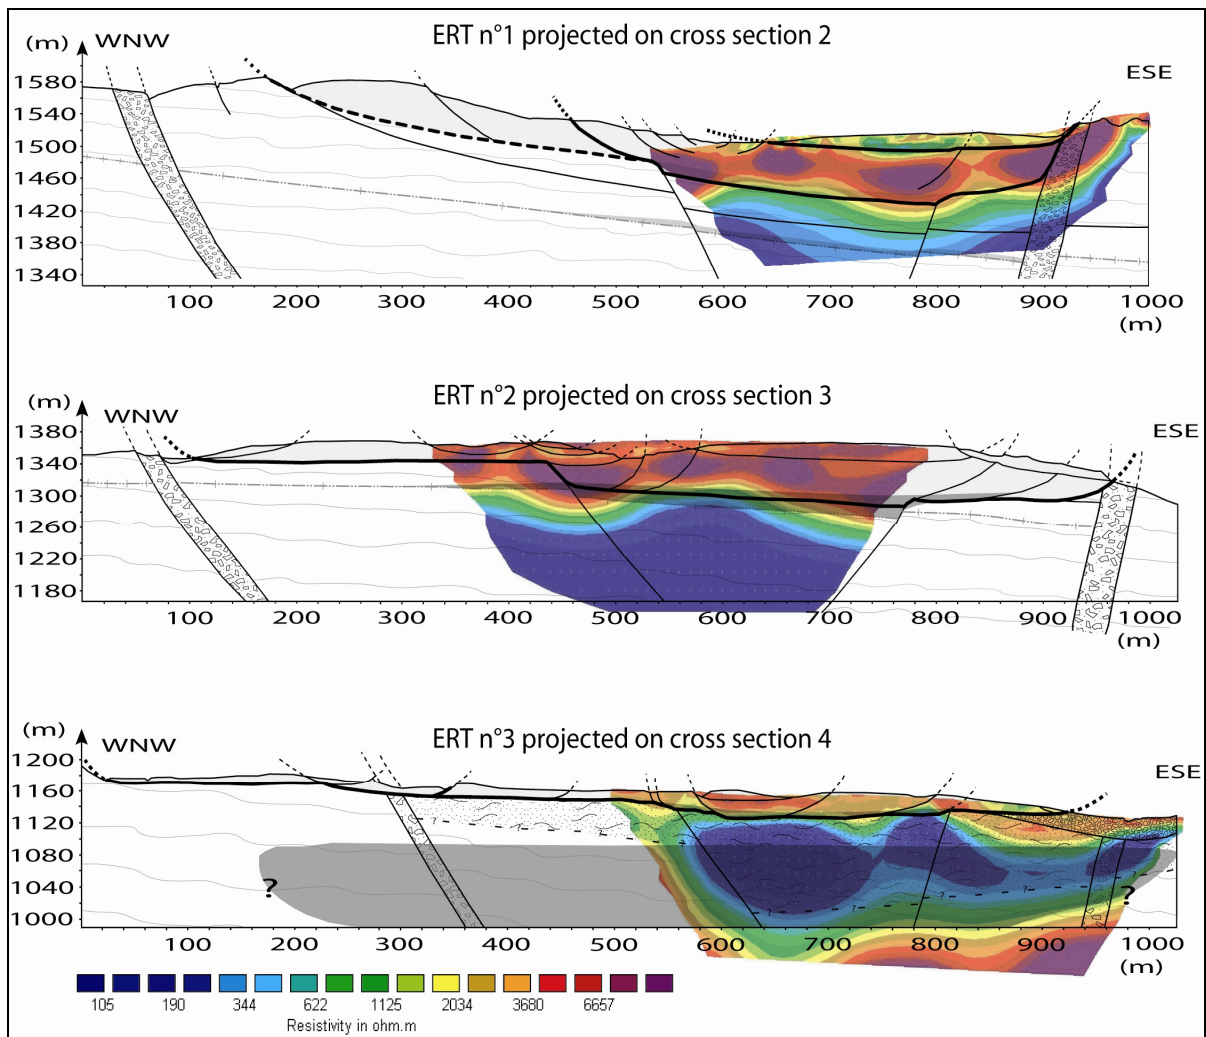 ERT n°1 projected on cross section 2
(m) WNW
ESE
1580
1540
1500
1460
1420
1380
1340
100 200 300 400 500 600 700 800 900 1000
(m)
ERT n°2 projected on cross section 3
(m) WNW
ESE
1380
1340
1300
1260
1220
1180
100 200 300 400 500 600 700 800 900 1000
(m)
ERT n°3 projected on cross section 4
(m) WNW
ESE
1200
1160
1120
1080
1040
1000
? ? ? ? ? ? ? ?
100 200 300 400 500 600 700 800 900 1000
(m)
105 190 344 622 1125 2034 3680 6657
Resistivity in ohm.m